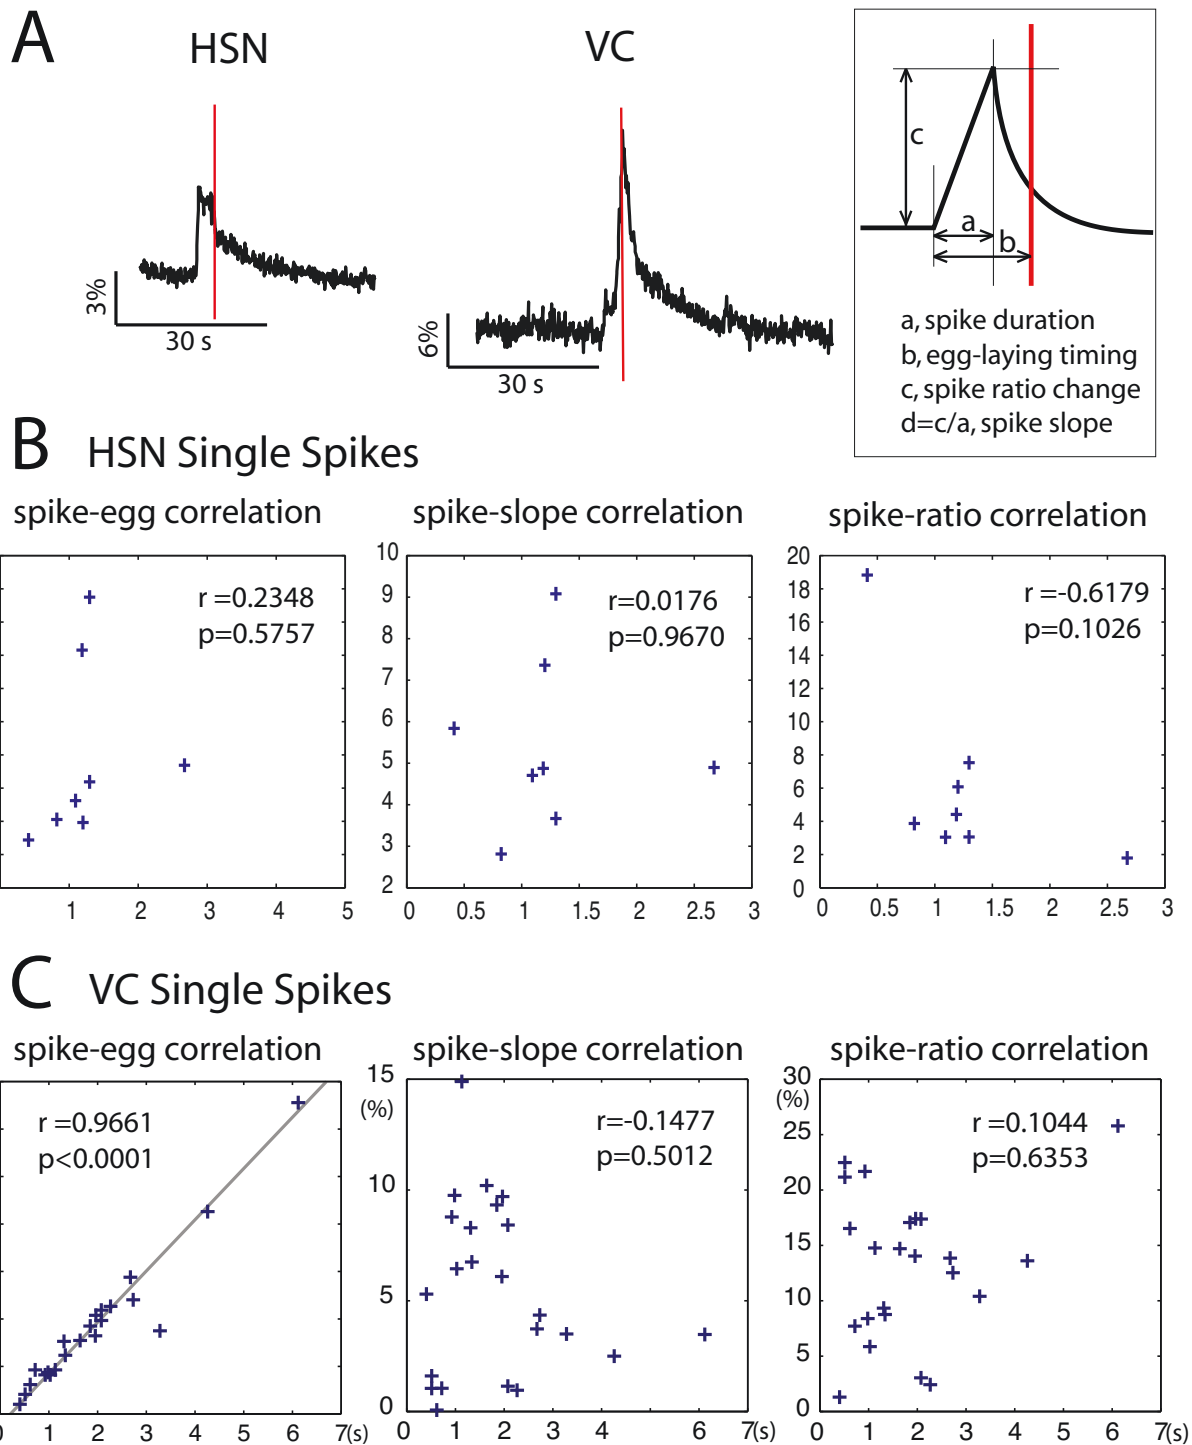 A
HSN
VC
3%
30 s
6%
30 s
c
a
b
a, spike duration
b, egg-laying timing
c, spike ratio change
d=c/a, spike slope
B HSN Single Spikes
spike-egg correlation
r =0.2348
p=0.5757
1 2 3 4 5
spike-slope correlation
10
9
8
7
6
5
4
3
2
r=0.0176
p=0.9670
0 0.5 1 1.5 2 2.5 3
spike-ratio correlation
20
18
16
14
12
10
8
6
4
2
0
r =-0.6179
p=0.1026
0 0.5 1 1.5 2 2.5 3
C VC Single Spikes
spike-egg correlation
r =0.9661
p<0.0001
0 1 2 3 4 5 6 7(s)
spike-slope correlation
15
(%)
10
5
0
r=-0.1477
p=0.5012
1 2 3 4 5 6 7(s)
spike-ratio correlation
30
(%)
25
20
15
10
5
0
r =0.1044
p=0.6353
0 1 2 3 4 5 6 7(s)